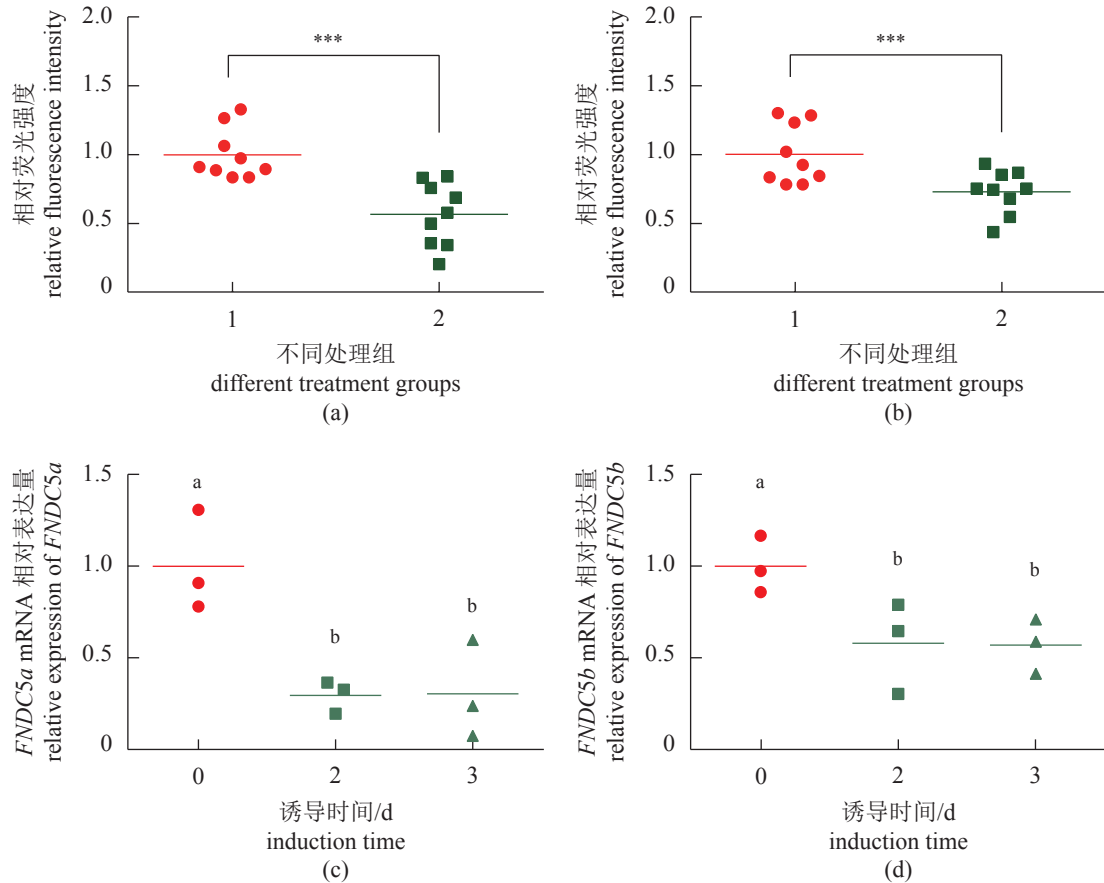 2.0
1.5
1.0
0.5
0
相对荧光强度
relative fluorescence intensity
***
1
2
不同处理组
different treatment groups
(a)
2.0
1.5
1.0
0.5
0
相对荧光强度
relative fluorescence intensity
***
1
2
不同处理组
different treatment groups
(b)
1.5
1.0
0.5
0
FNDC5a mRNA 相对表达量
relative expression of FNDC5a
a
b
b
0
2
3
诱导时间/d
induction time
(c)
1.5
1.0
0.5
0
FNDC5b mRNA 相对表达量
relative expression of FNDC5b
a
b
b
0
2
3
诱导时间/d
induction time
(d)